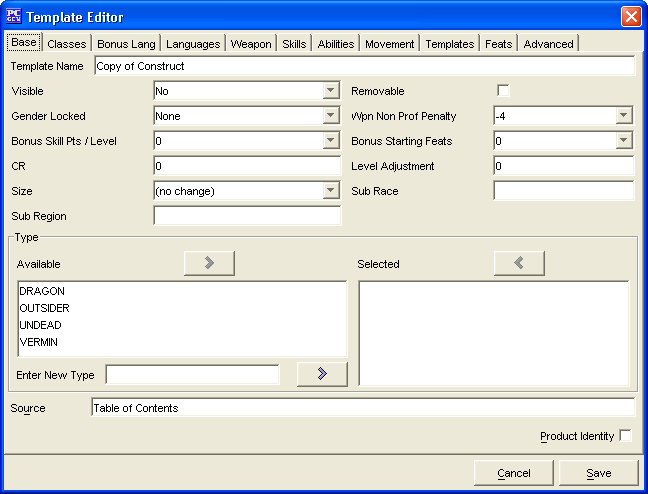 PC GEN Template Editor
Base Classes Bonus Lang Languages Weapon Skills Abilities Movement Templates Feats Advanced
Template Name Copy of Construct
Visible No Removable
Gender Locked None Wpn Non Prof Penalty -4
Bonus Skill Pts / Level 0 Bonus Starting Feats 0
CR 0 Level Adjustment 0
Size (no change) Sub Race
Sub Region
Type
Available > Selected <
DRAGON
OUTSIDER
UNDEAD
VERMIN
Enter New Type >
Source Table of Contents
Product Identity
Cancel Save